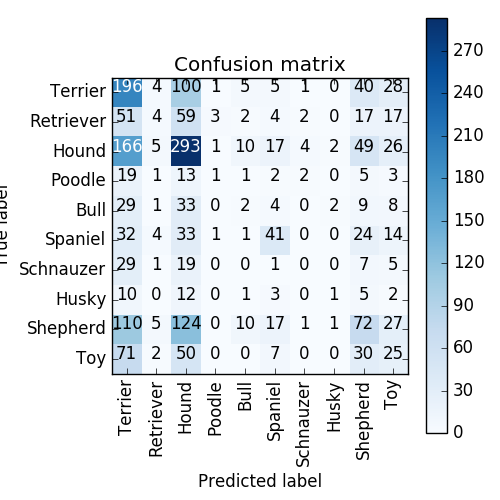 Confusion matrix
Terrier 196 4 100 1 5 5 1 0 40 28
Retriever 51 4 59 3 2 4 2 0 17 17
Hound 166 5 293 1 10 17 4 2 49 26
Poodle 19 1 13 1 1 2 2 0 5 3
Bull 29 1 33 0 2 4 0 2 9 8
Spaniel 32 4 33 1 1 41 0 0 24 14
Schnauzer 29 1 19 0 0 1 0 0 7 5
Husky 10 0 12 0 1 3 0 1 5 2
Shepherd 110 5 124 0 10 17 1 1 72 27
Toy 71 2 50 0 0 7 0 0 30 25
Terrier Retriever Hound Poodle Bull Spaniel Schnauzer Husky Shepherd Toy
Predicted label
True label
270
240
210
180
150
120
90
60
30
0